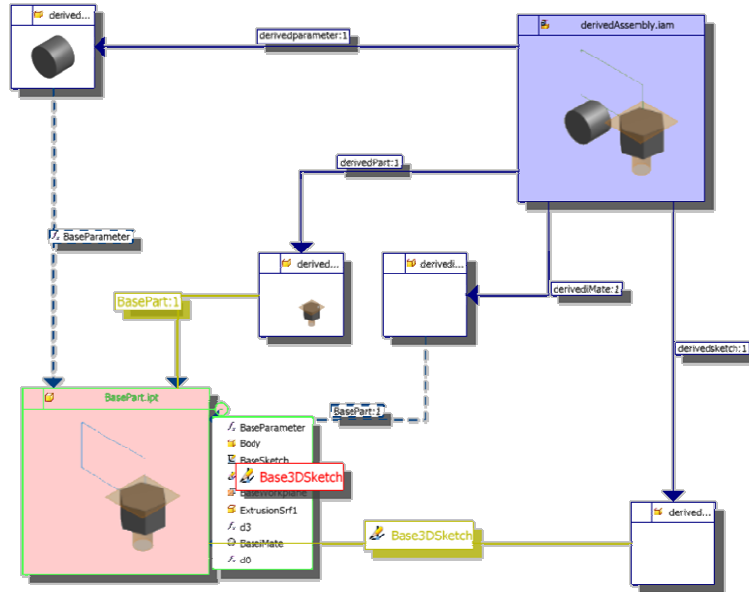 derived...
derivedparameter:1
derivedAssembly.iam
derivedPart:1
BaseParameter
derived...
derivedi...
BasePart:1
derivediMate:1
derivedsketch:1
BasePart.ipt
BasePart:1
BaseParameter
Body
BaseSketch
Base3DSketch
BaseWorkplane
ExtrusionSrf1
d3
BaseiMate
d0
Base3DSketch
derived...